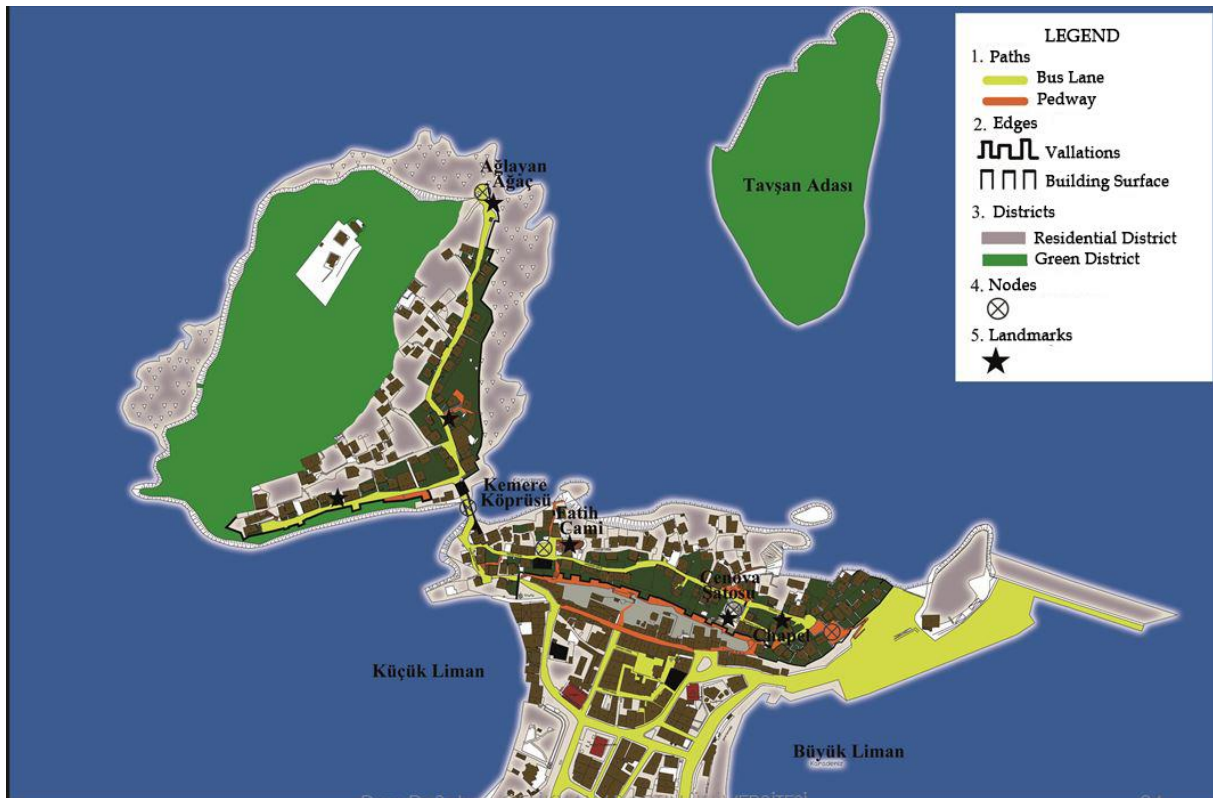 LEGEND
1. Paths
Bus Lane
Pedway
2. Edges
Vallations
Building Surface
3. Districts
Residential District
Green District
4. Nodes
5. Landmarks
Ağlayan
Ağaç
Tavşan Adası
Kemere
Köprüsü
Fatih
Cami
Cenova
Şatosu
Chapel
Küçük Liman
Büyük Liman
Karadeniz